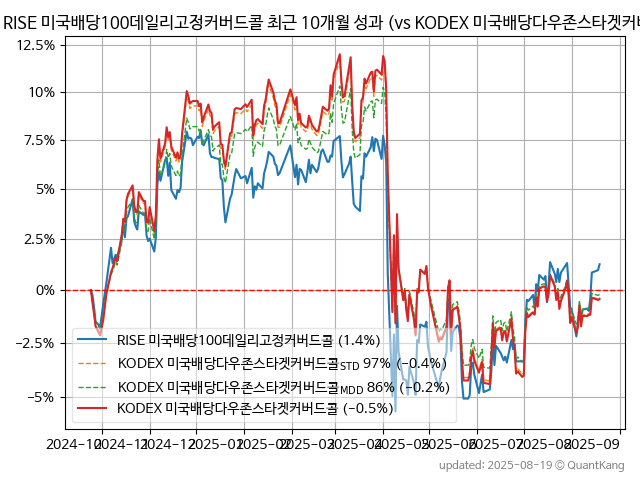 RISE 미국배당100데일리고정커버드콜 최근 10개월 성과 (vs KODEX 미국배당다우존스타겟커버
12.5%
10%
7.5%
5%
2.5%
0%
−2.5%
−5%
RISE 미국배당100데일리고정커버드콜 (1.4%)
KODEX 미국배당다우존스타겟커버드콜STD 97% (−0.4%)
KODEX 미국배당다우존스타겟커버드콜MDD 86% (−0.2%)
KODEX 미국배당다우존스타겟커버드콜 (−0.5%)
2024−10 2024−11 2024−12 2025−01 2025−02 2025−03 2025−04 2025−05 2025−06 2025−07 2025−08 2025−09
updated: 2025−08−19 © QuantKang